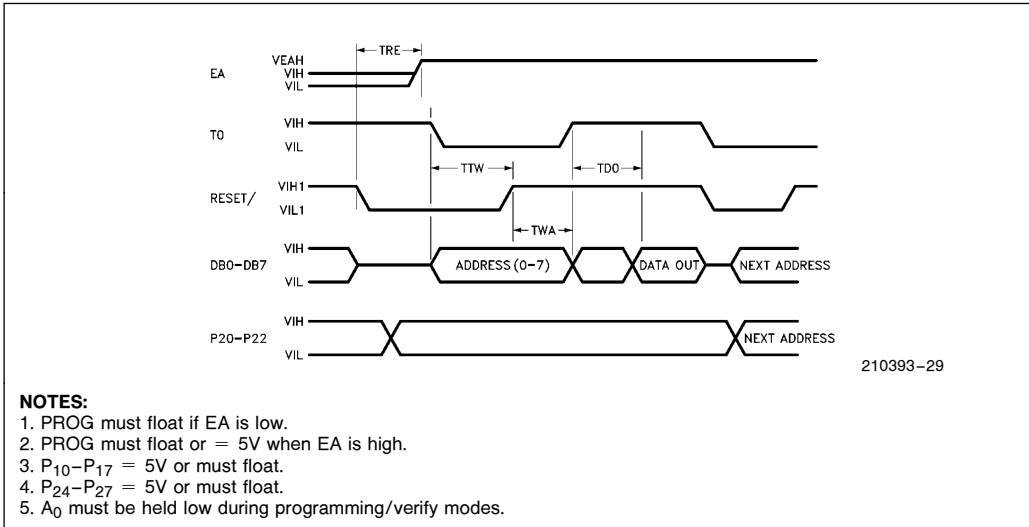 TRE
VEAH
EA
VIH
VIL
T0
VIH
VIL
TTW
TDO
RESET/
VIH1
VIL1
TWA
DB0–DB7
VIH
ADDRESS (0–7)
DATA OUT
NEXT ADDRESS
VIL
P20–P22
VIH
NEXT ADDRESS
VIL
210393–29
NOTES:
1. PROG must float if EA is low.
2. PROG must float or = 5V when EA is high.
3. P10–P17 = 5V or must float.
4. P24–P27 = 5V or must float.
5. A0 must be held low during programming/verify modes.